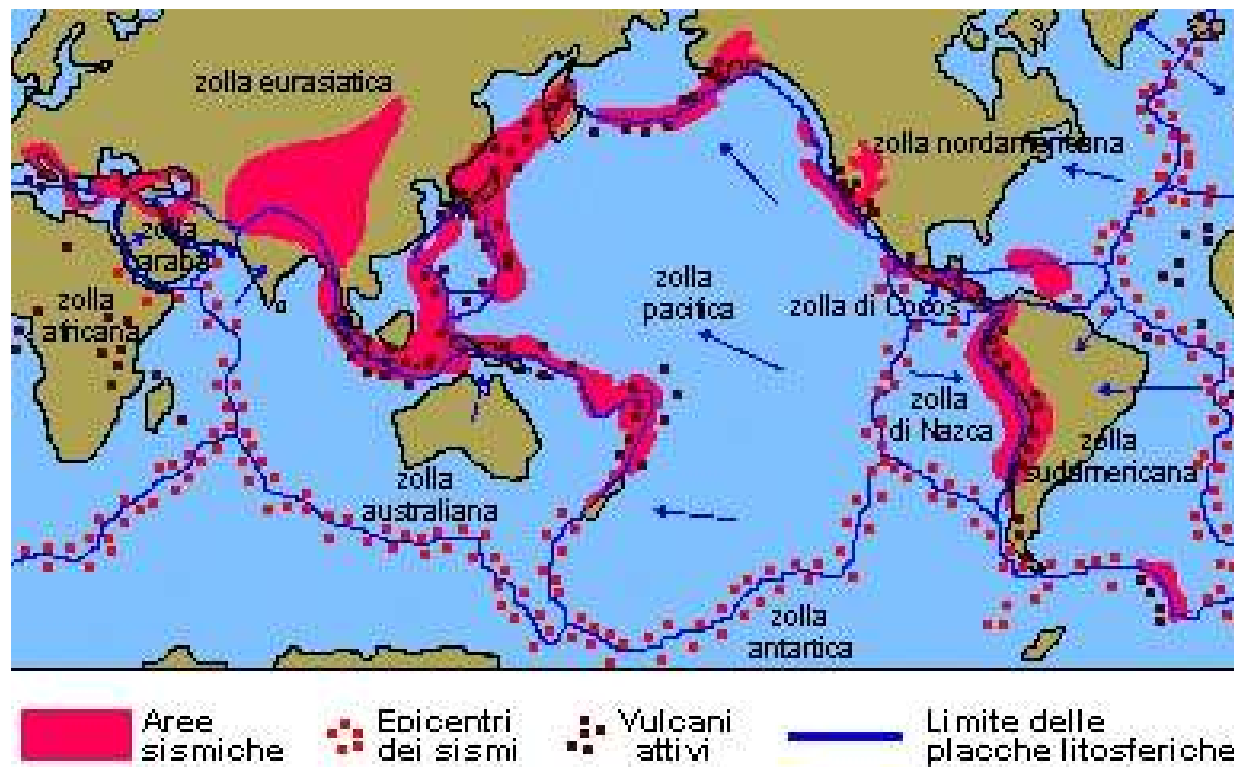 zolla eurasiatica
zolla nordamericana
zolla
araba
zolla
africana
zolla
pacifica
zolla di Cocos
zolla
di Nazca
zolla
sudamericana
zolla
australiana
zolla
antartica
Aree
sismiche
Epicentri
dei sismi
Vulcani
attivi
Limite delle
placche litosferiche